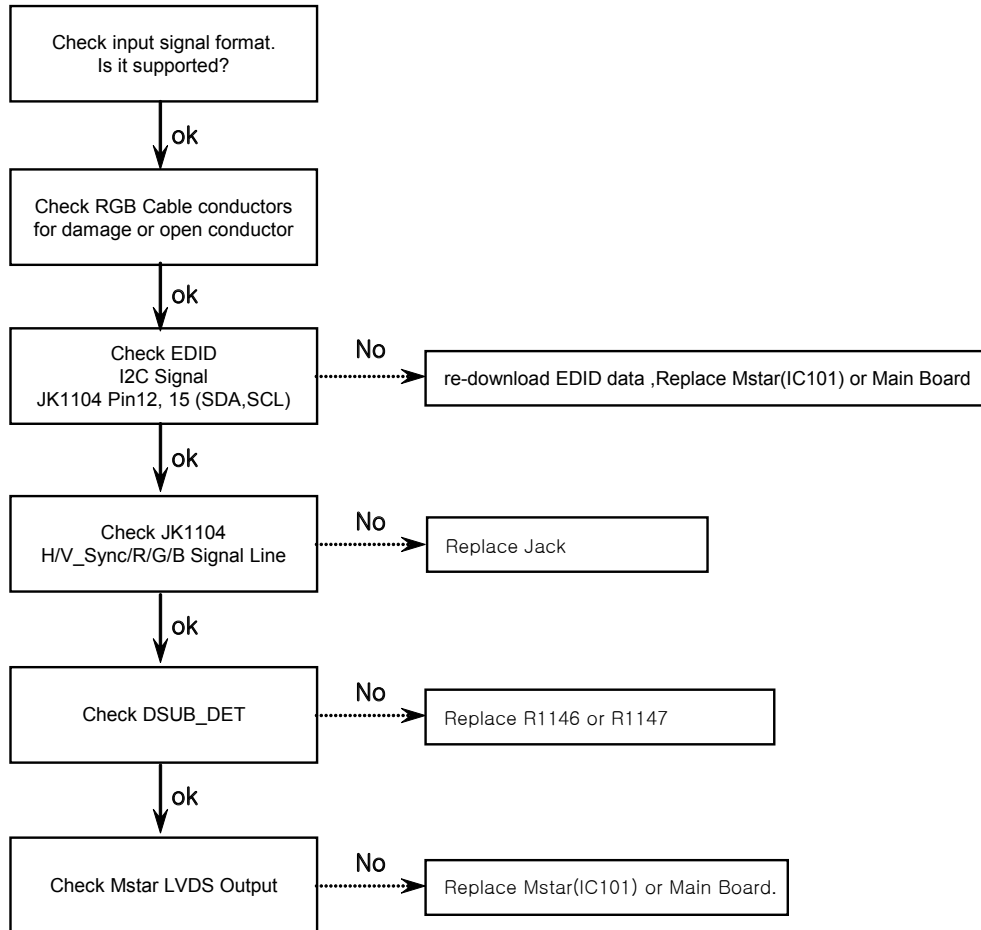 Check input signal format.
Is it supported?
ok
Check RGB Cable conductors
for damage or open conductor
ok
Check EDID
I2C Signal
JK1104 Pin12, 15 (SDA,SCL)
No
re-download EDID data ,Replace Mstar(IC101) or Main Board
ok
Check JK1104
H/V_Sync/R/G/B Signal Line
No
Replace Jack
ok
Check DSUB_DET
No
Replace R1146 or R1147
ok
Check Mstar LVDS Output
No
Replace Mstar(IC101) or Main Board.